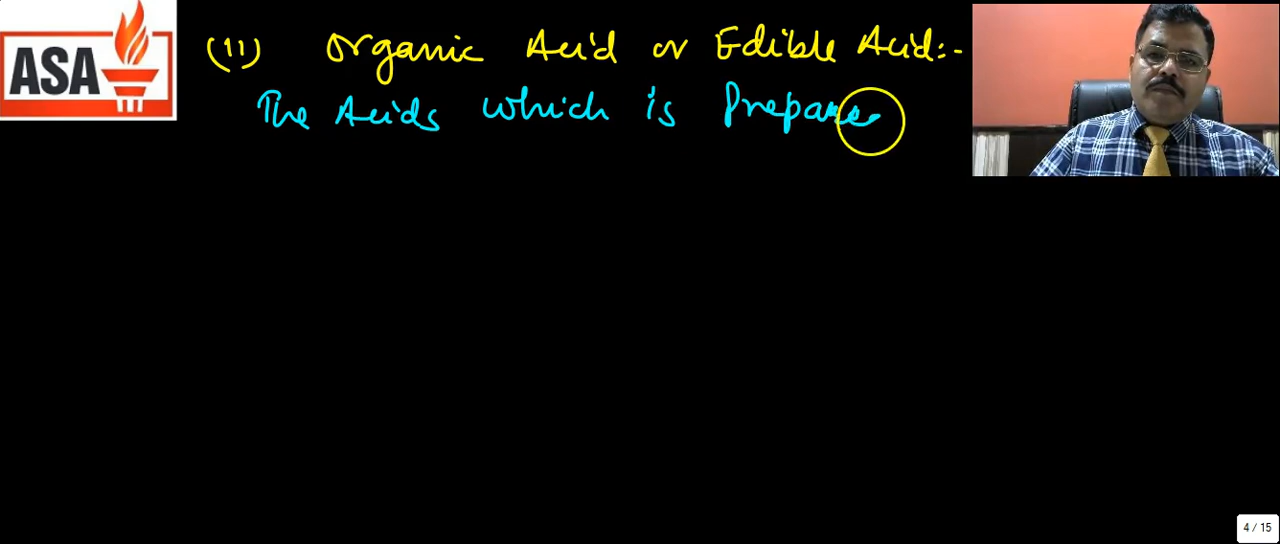 ASA
(11) Organic Acid or Edible Acid:-
The Acids which is Prepare
4 / 15